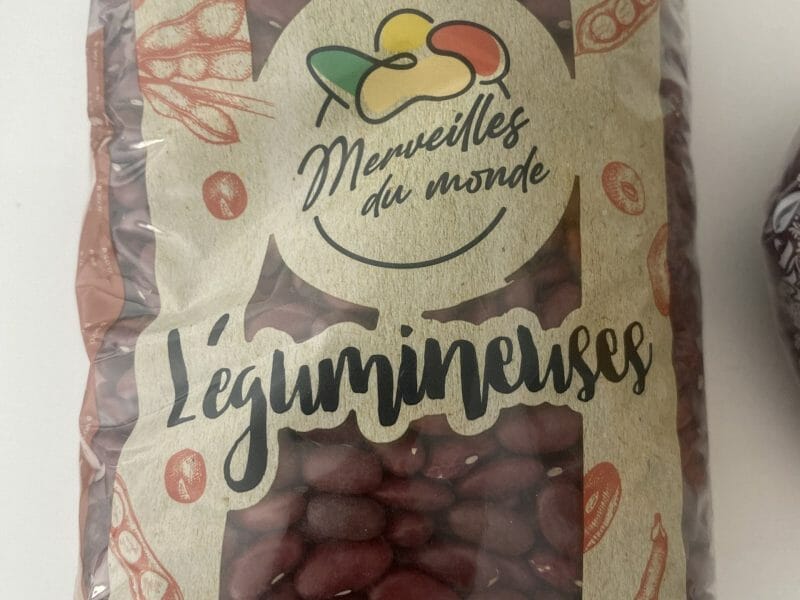 Merveilles
du monde
Légumineuses